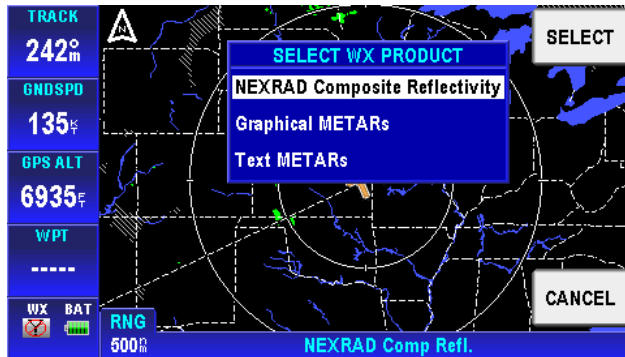 TRACK
242°m
GNDSPD
135kt
GPS ALT
6935F
WPT
-----
WX BAT
N
SELECT WX PRODUCT
NEXRAD Composite Reflectivity
Graphical METARs
Text METARs
SELECT
CANCEL
RNG
500nm
NEXRAD Comp Refl.